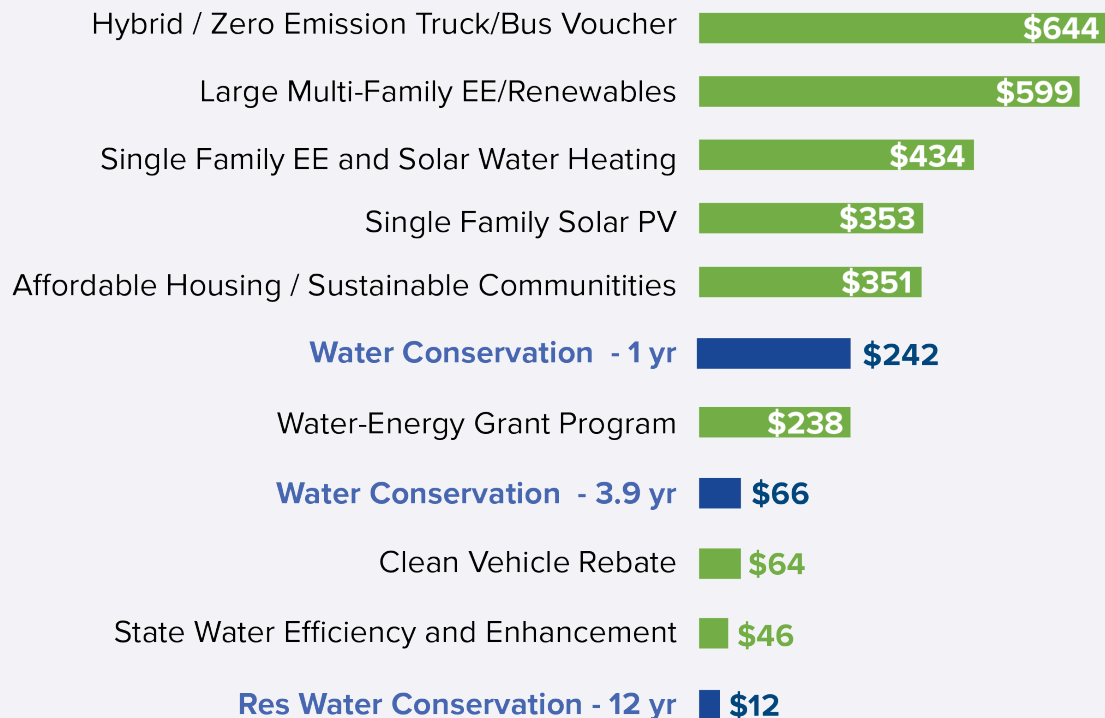 Hybrid / Zero Emission Truck/Bus Voucher $644
Large Multi-Family EE/Renewables $599
Single Family EE and Solar Water Heating $434
Single Family Solar PV $353
Affordable Housing / Sustainable Communitities $351
Water Conservation - 1 yr $242
Water-Energy Grant Program $238
Water Conservation - 3.9 yr $66
Clean Vehicle Rebate $64
State Water Efficiency and Enhancement $46
Res Water Conservation - 12 yr $12